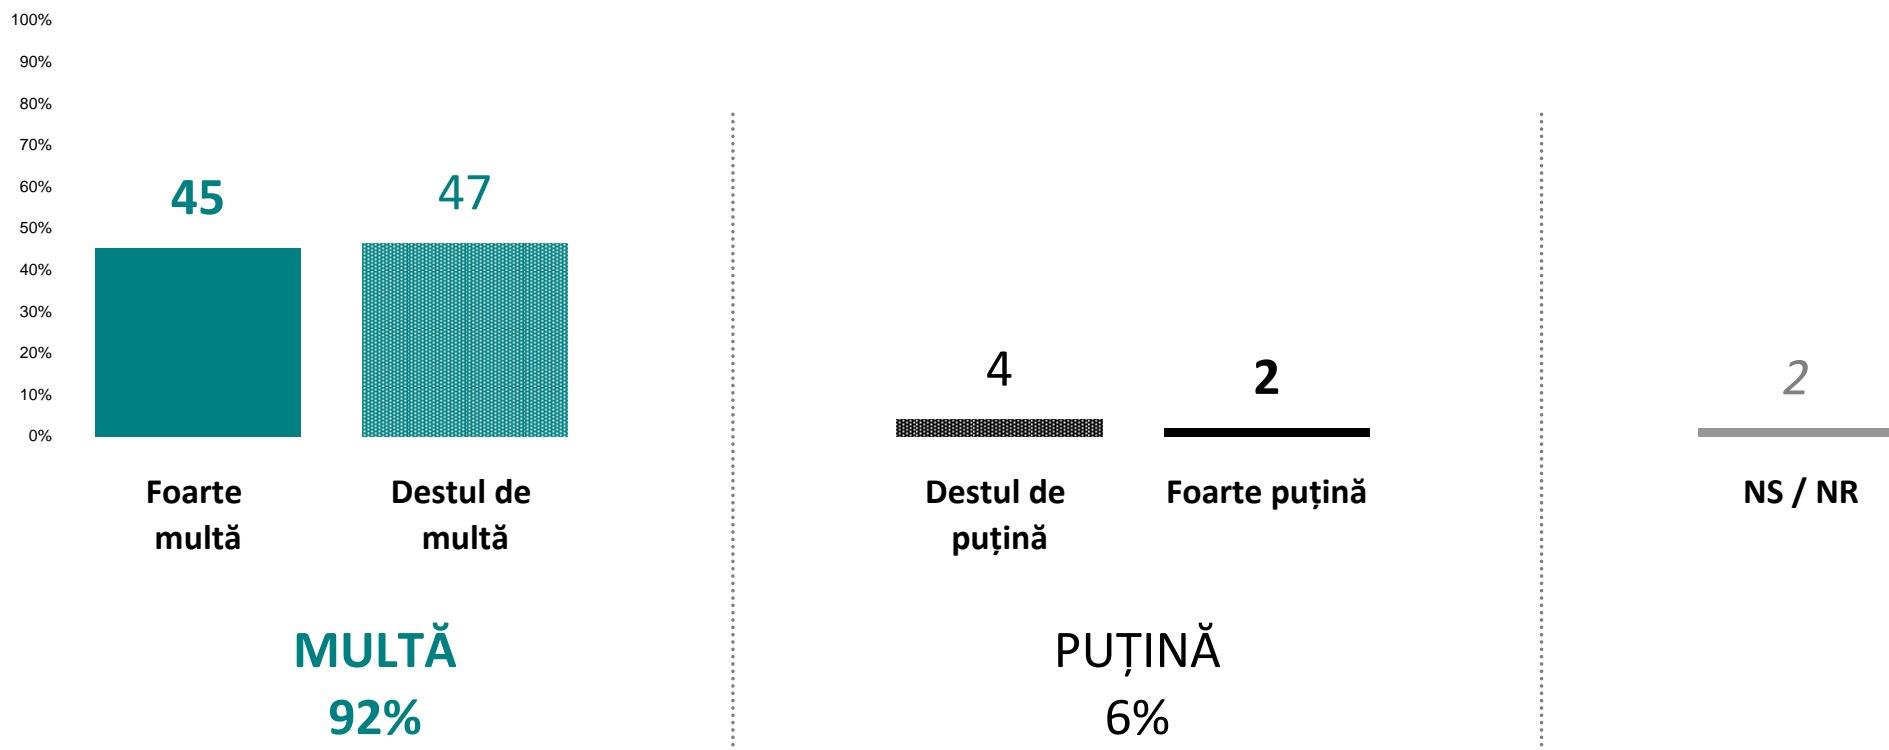 100%
90%
80%
70%
60%
50%
40%
30%
20%
10%
0%
45
47
4
2
2
Foarte
multă
Destul de
multă
Destul de
puțină
Foarte puțină
NS / NR
MULTĂ
92%
PUȚINĂ
6%